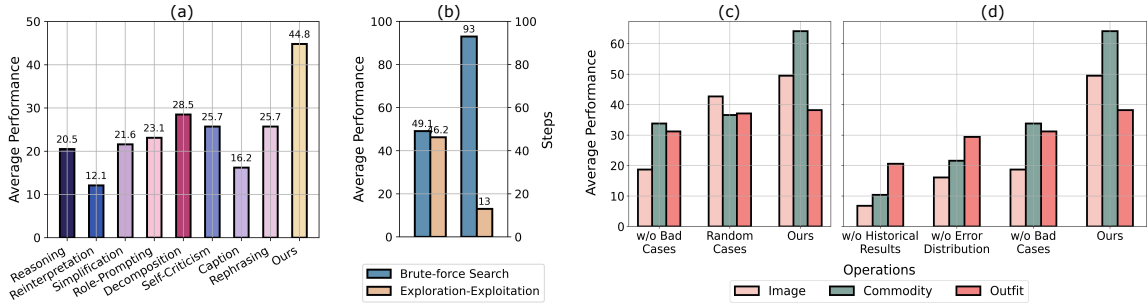 (a)
Average Performance
50
40
30
20
10
0
20.5
12.1
21.6
23.1
28.5
25.7
16.2
25.7
44.8
Reasoning
Reinterpretation
Simplification
Role-Prompting
Decomposition
Self-Criticism
Caption
Rephrasing
Ours
(b)
Average Performance
100
80
60
40
20
0
49.1
46.2
93
13
100
80
60
40
20
0
Steps
Brute-force Search
Exploration-Exploitation
(c)
Average Performance
60
50
40
30
20
10
0
w/o Bad
Cases
Random
Cases
Ours
(d)
w/o Historical
Results
w/o Error
Distribution
w/o Bad
Cases
Ours
Operations
Image
Commodity
Outfit